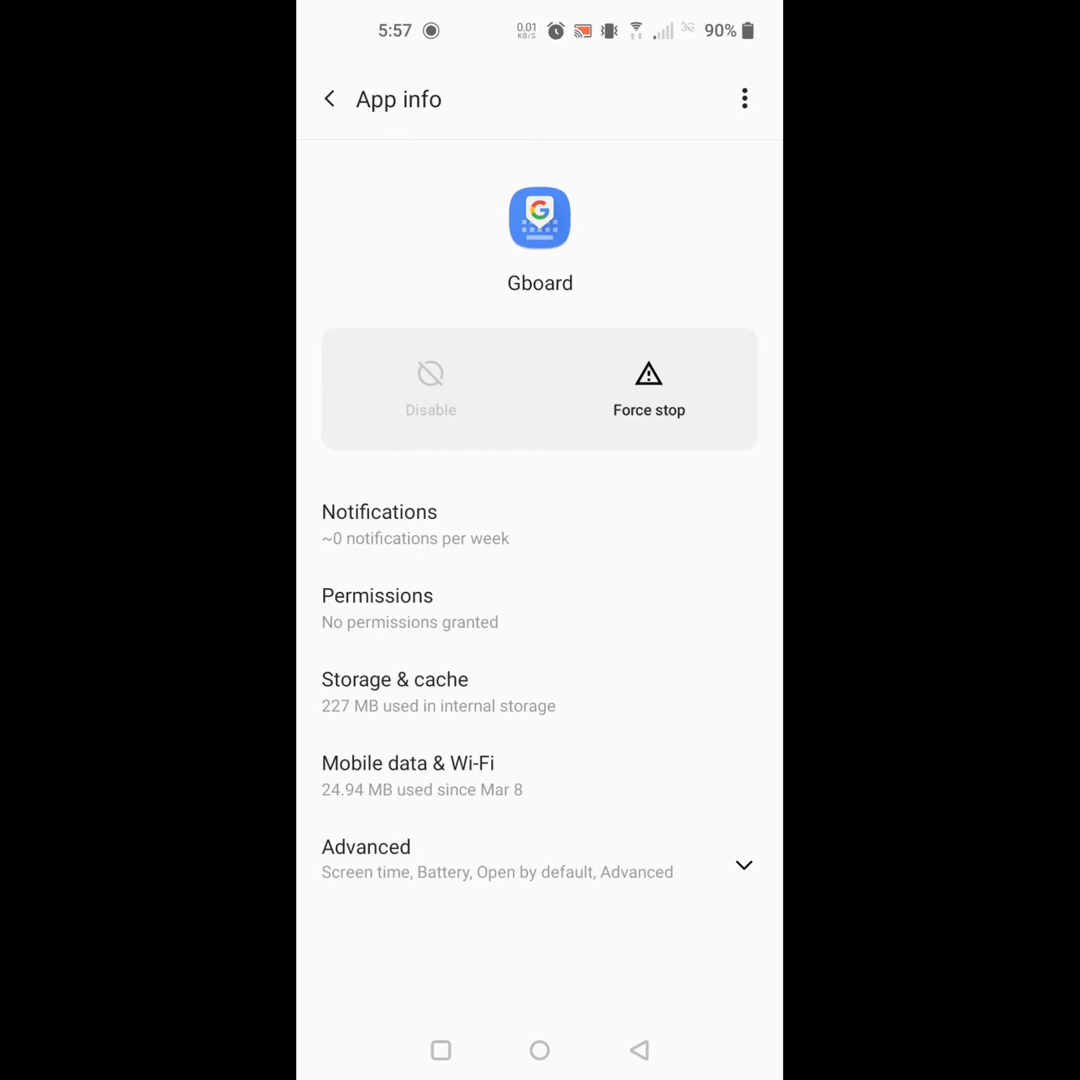 5:57 0.01 KB/S 3G 90%
App info
G
Gboard
Disable Force stop
Notifications
~0 notifications per week
Permissions
No permissions granted
Storage & cache
227 MB used in internal storage
Mobile data & Wi-Fi
24.94 MB used since Mar 8
Advanced
Screen time, Battery, Open by default, Advanced